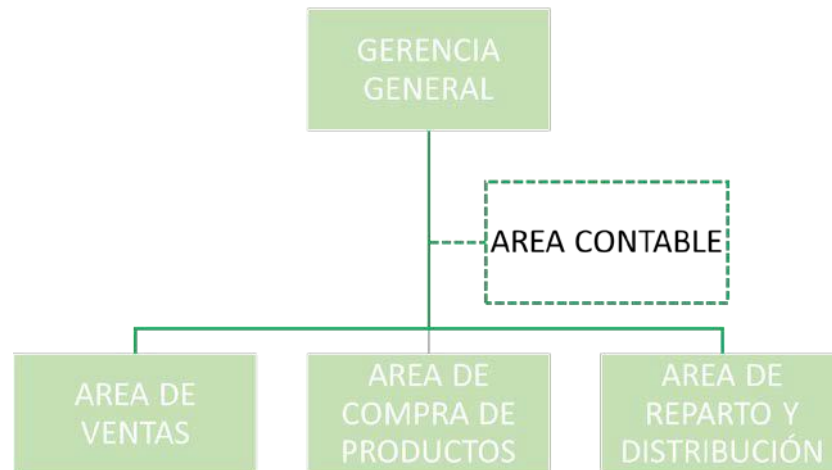 GERENCIA
GENERAL
AREA CONTABLE
AREA DE
VENTAS
AREA DE
COMPRA DE
PRODUCTOS
AREA DE
REPARTO Y
DISTRIBUCIÓN